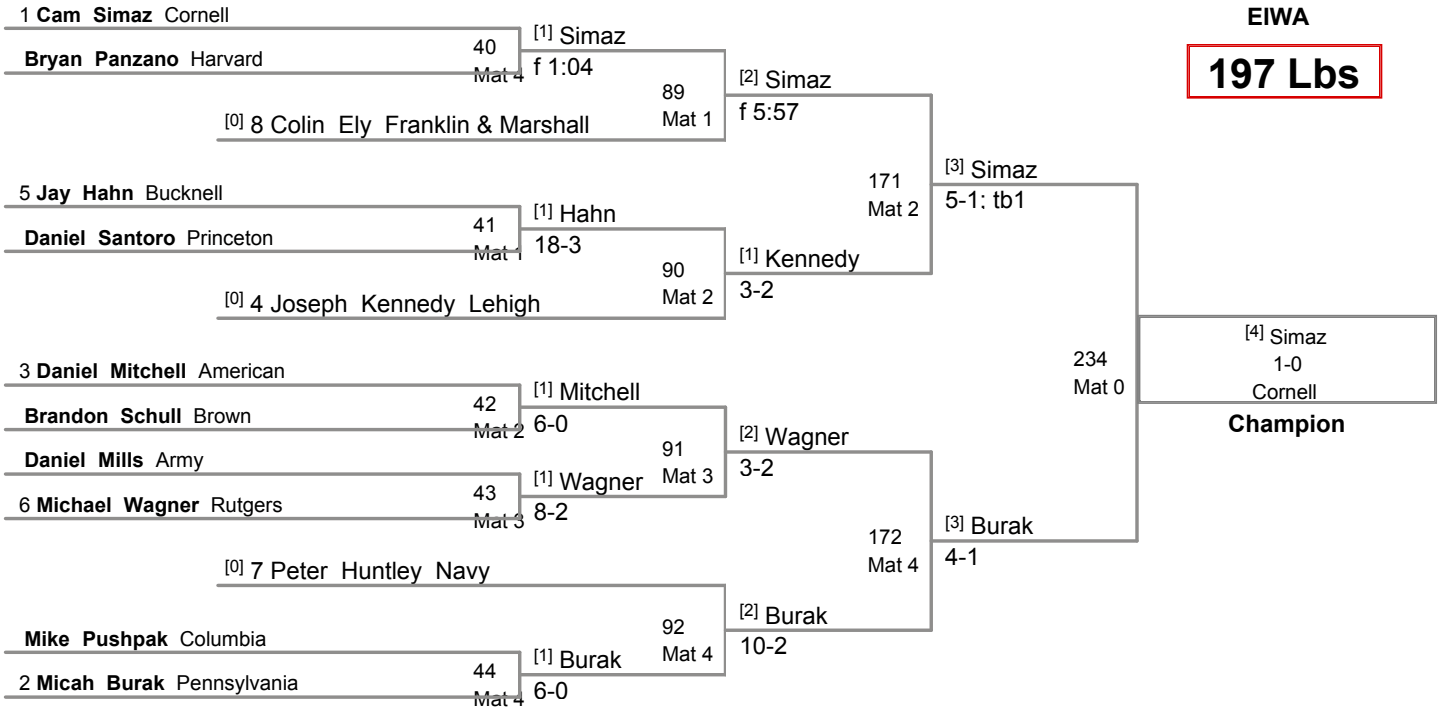 EIWA
197 Lbs
1 Cam Simaz Cornell
Bryan Panzano Harvard
40
Mat 4
[1] Simaz
f 1:04
[0] 8 Colin Ely Franklin & Marshall
89
Mat 1
[2] Simaz
f 5:57
5 Jay Hahn Bucknell
Daniel Santoro Princeton
41
Mat 1
[1] Hahn
18-3
[0] 4 Joseph Kennedy Lehigh
90
Mat 2
[1] Kennedy
3-2
171
Mat 2
[3] Simaz
5-1: tb1
3 Daniel Mitchell American
Brandon Schull Brown
42
Mat 2
[1] Mitchell
6-0
Daniel Mills Army
6 Michael Wagner Rutgers
43
Mat 3
[1] Wagner
8-2
91
Mat 3
[2] Wagner
3-2
[0] 7 Peter Huntley Navy
Mike Pushpak Columbia
2 Micah Burak Pennsylvania
44
Mat 4
[1] Burak
6-0
92
Mat 4
[2] Burak
10-2
172
Mat 4
[3] Burak
4-1
234
Mat 0
[4] Simaz
1-0
Cornell
Champion